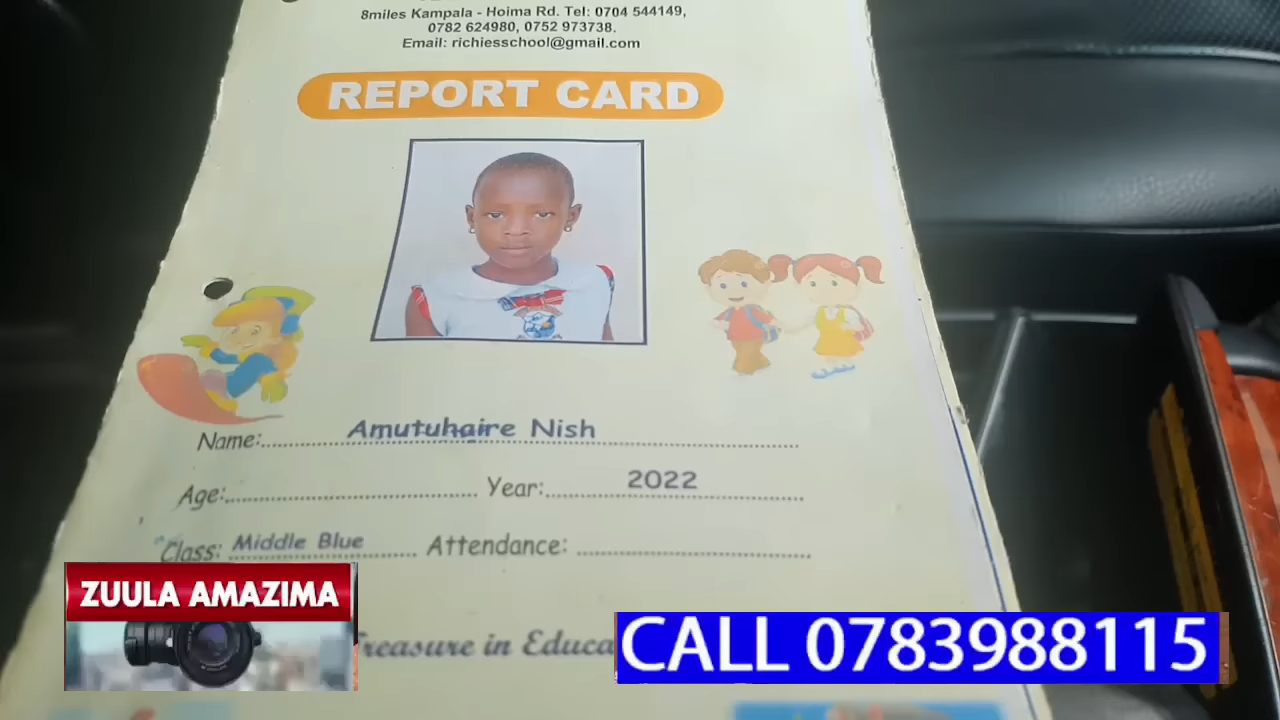 8miles Kampala - Hoima Rd. Tel: 0704 544149,
0782 624980, 0752 973738.
Email: richiesschool@gmail.com
REPORT CARD
Name: Amutuhaire Nish
Age: Year: 2022
Class: Middle Blue Attendance:
Treasure in Educa
ZUULA AMAZIMA
CALL 0783988115